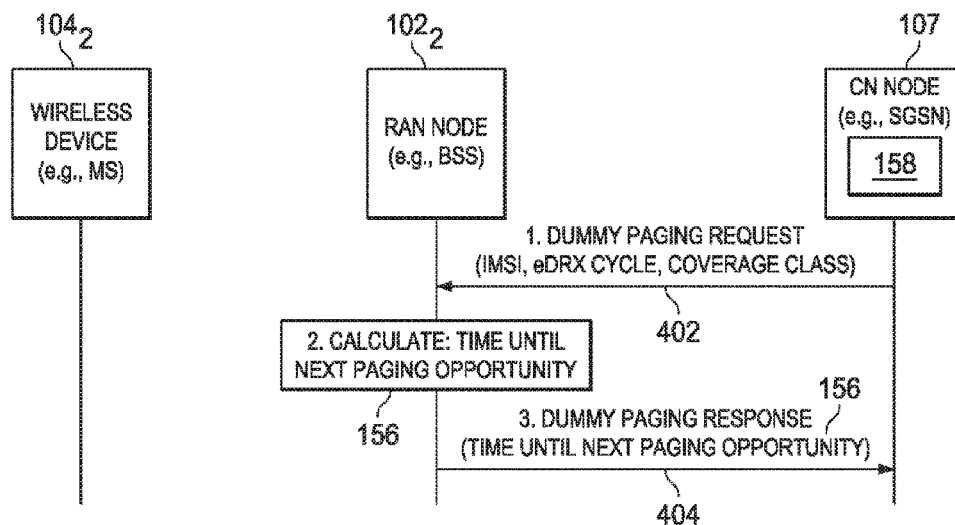 104₂
102₂
107
WIRELESS
DEVICE
(e.g., MS)
RAN NODE
(e.g., BSS)
CN NODE
(e.g., SGSN)
158
1. DUMMY PAGING REQUEST
(IMSI, eDRX CYCLE, COVERAGE CLASS)
402
2. CALCULATE: TIME UNTIL
NEXT PAGING OPPORTUNITY
156
3. DUMMY PAGING RESPONSE
156
(TIME UNTIL NEXT PAGING OPPORTUNITY)
404